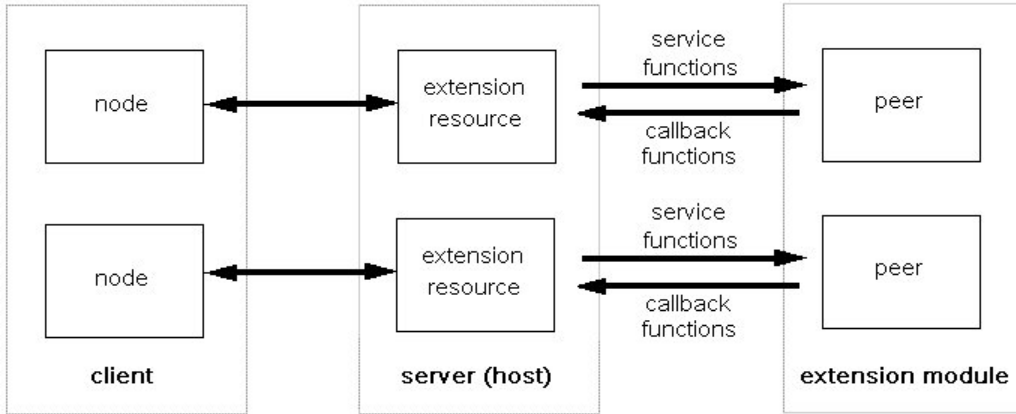 node
extension
resource
service
functions
callback
functions
peer
node
extension
resource
service
functions
callback
functions
peer
client
server (host)
extension module